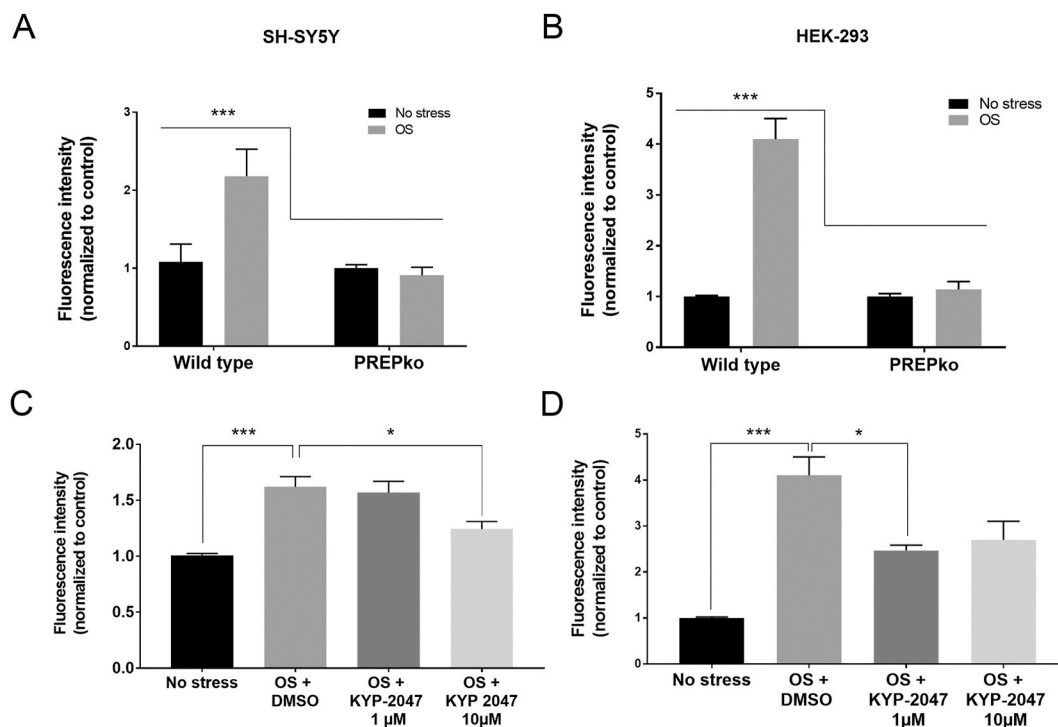 A
SH-SY5Y
Fluorescence intensity
(normalized to control)
3
2
1
0
***
No stress
OS
Wild type
PREPko
B
HEK-293
Fluorescence intensity
(normalized to control)
5
4
3
2
1
0
***
No stress
OS
Wild type
PREPko
C
Fluorescence intensity
(normalized to control)
2.0
1.5
1.0
0.5
0.0
***
*
No stress
OS +
DMSO
OS +
KYP-2047
1 µM
OS +
KYP 2047
10µM
D
Fluorescence intensity
(normalized to control)
5
4
3
2
1
0
***
*
No stress
OS +
DMSO
OS +
KYP-2047
1µM
OS +
KYP 2047
10µM